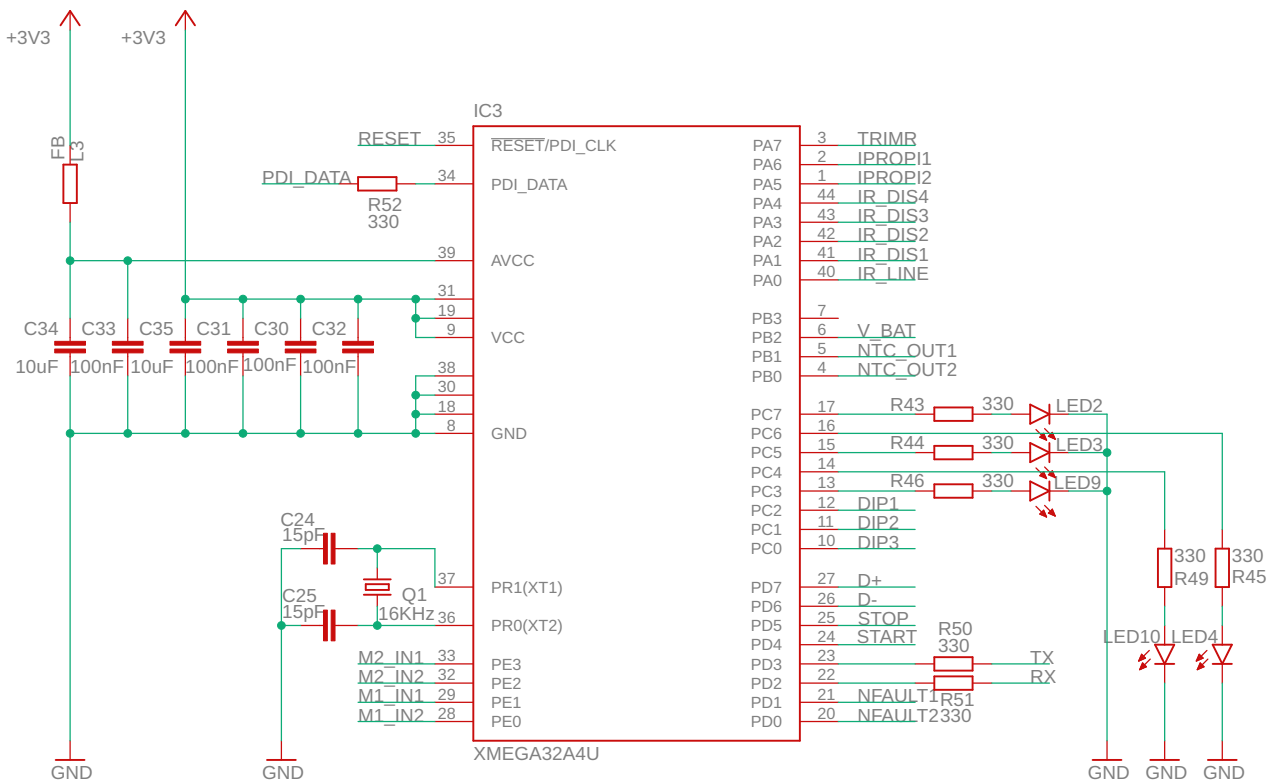 +3V3
+3V3
FB
L3
IC3
RESET 35 RESET/PDI_CLK
PDI_DATA 34 PDI_DATA
R52
330
39 AVCC
31
19
9 VCC
C34 C33 C35 C31 C30 C32
10uF 100nF 10uF 100nF 100nF 100nF
38
30
18
8 GND
C24
15pF
37 PR1(XT1)
Q1
16KHz
C25
15pF
36 PR0(XT2)
M2_IN1 33 PE3
M2_IN2 32 PE2
M1_IN1 29 PE1
M1_IN2 28 PE0
XMEGA32A4U
PA7 3 TRIMR
PA6 2 IPROPI1
PA5 1 IPROPI2
PA4 44 IR_DIS4
PA3 43 IR_DIS3
PA2 42 IR_DIS2
PA1 41 IR_DIS1
PA0 40 IR_LINE
PB3 7
PB2 6 V_BAT
PB1 5 NTC_OUT1
PB0 4 NTC_OUT2
PC7 17 R43 330 LED2
PC6 16
PC5 15 R44 330 LED3
PC4 14
PC3 13 R46 330 LED9
PC2 12 DIP1
PC1 11 DIP2
PC0 10 DIP3
330 330
R49 R45
PD7 27 D+
PD6 26 D-
PD5 25 STOP
PD4 24 START
R50
330
PD3 23 TX
PD2 22 RX
PD1 21 NFAULT1 R51
PD0 20 NFAULT2 330
LED10 LED4
GND GND GND GND GND